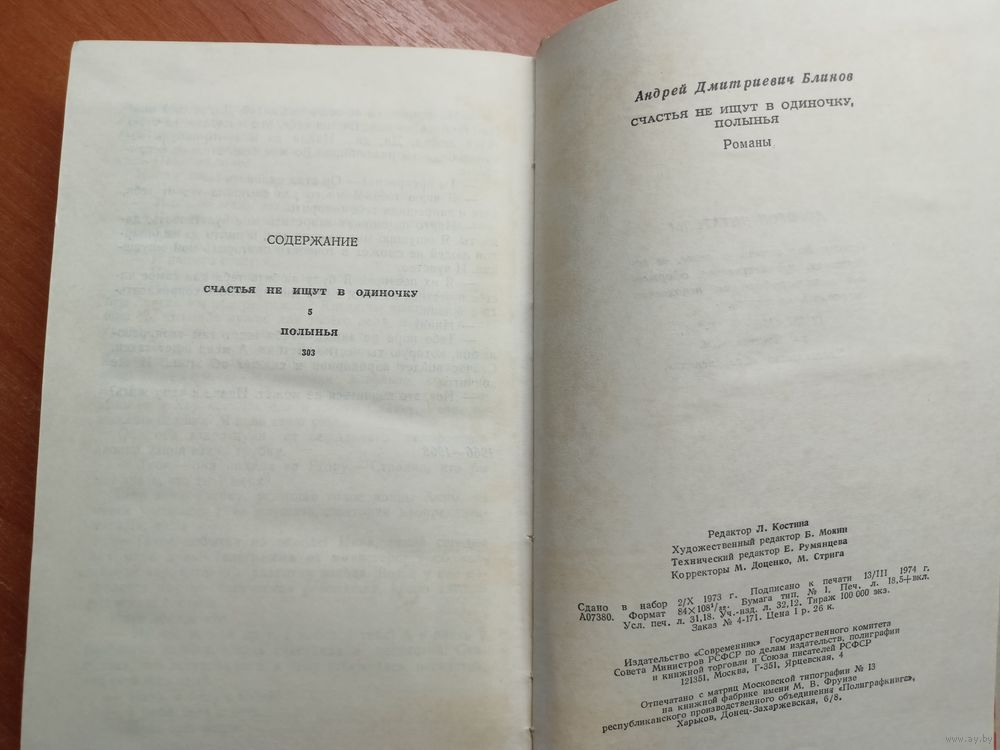 СОДЕРЖАНИЕ
СЧАСТЬЯ НЕ ИЩУТ В ОДИНОЧКУ
5
ПОЛЫНЬЯ
303
Андрей Дмитриевич Блинов
СЧАСТЬЯ НЕ ИЩУТ В ОДИНОЧКУ,
ПОЛЫНЬЯ
Романы
Редактор Л. Костина
Художественный редактор Б. Мокин
Технический редактор Е. Румянцева
Корректоры М. Доценко, М. Стрига
Сдано в набор 2/X 1973 г. Подписано к печати 13/III 1974 г.
А07380. Формат 84×108¹/₃₂. Бумага тип. № 1. Печ. л. 18,5+вкл.
Усл. печ. л. 31,18. Уч.-изд. л. 32,12. Тираж 100 000 экз.
Заказ № 4-171. Цена 1 р. 26 к.
Издательство «Современник» Государственного комитета
Совета Министров РСФСР по делам издательств, полиграфии
и книжной торговли и Союза писателей РСФСР
121351, Москва, Г-351, Ярцевская, 4
Отпечатано с матриц Московской типографии № 13
на книжной фабрике имени М. В. Фрунзе
республиканского производственного объединения «Полиграфкнига»,
Харьков, Донец-Захаржевская, 6/8.
www.ay.by